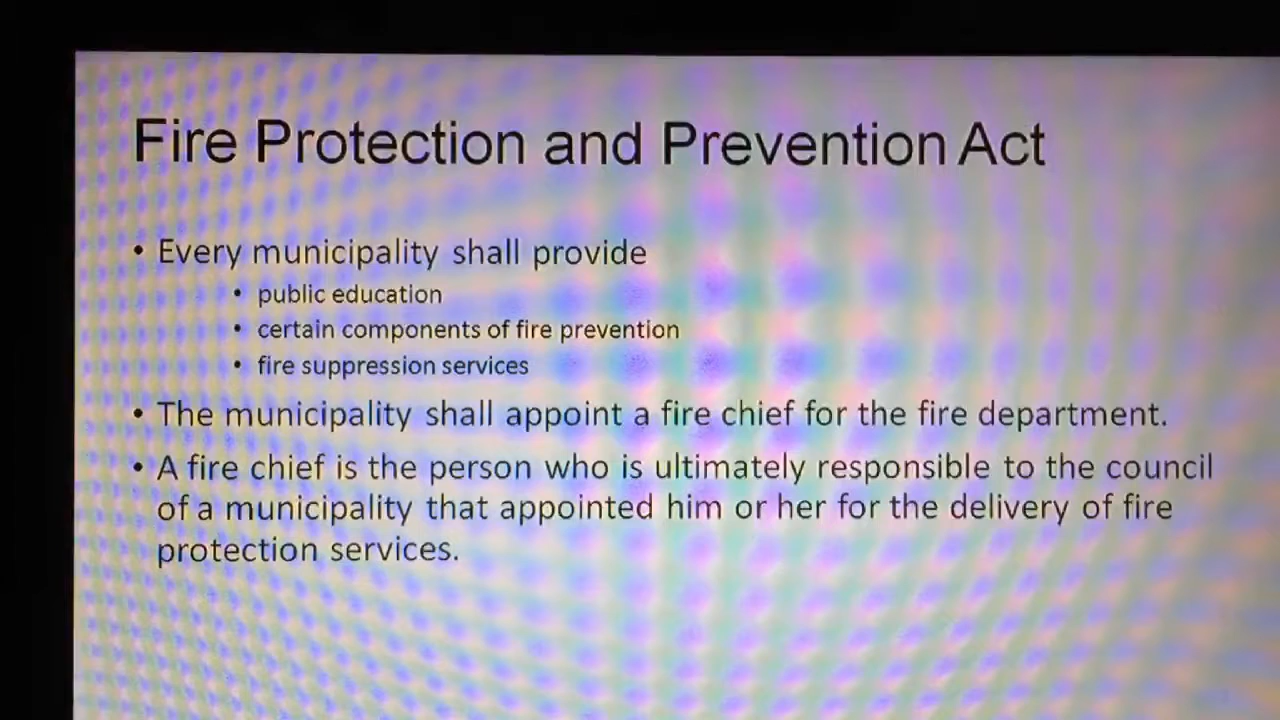 Fire Protection and Prevention Act
• Every municipality shall provide
• public education
• certain components of fire prevention
• fire suppression services
• The municipality shall appoint a fire chief for the fire department.
• A fire chief is the person who is ultimately responsible to the council
of a municipality that appointed him or her for the delivery of fire
protection services.